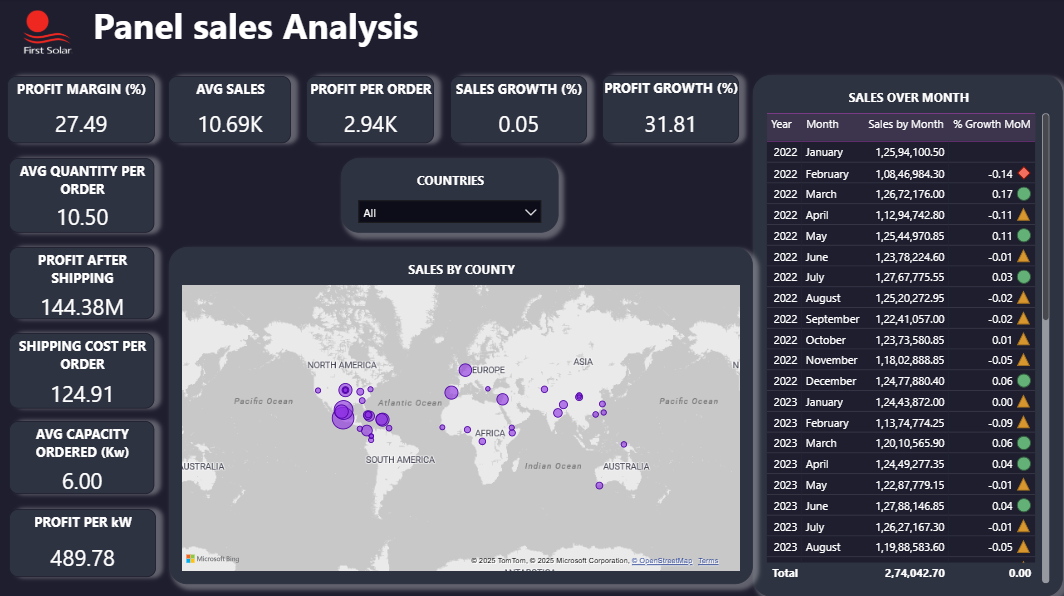 First Solar
Panel sales Analysis
PROFIT MARGIN (%)
27.49
AVG SALES
10.69K
PROFIT PER ORDER
2.94K
SALES GROWTH (%)
0.05
PROFIT GROWTH (%)
31.81
AVG QUANTITY PER
ORDER
10.50
PROFIT AFTER
SHIPPING
144.38M
SHIPPING COST PER
ORDER
124.91
AVG CAPACITY
ORDERED (Kw)
6.00
PROFIT PER kW
489.78
COUNTRIES
All
SALES BY COUNTY
NORTH AMERICA
EUROPE
ASIA
N
Pacific Ocean
Atlantic Ocean
Pacific Ocean
AFRICA
SOUTH AMERICA
Indian Ocean
AUSTRALIA
AUSTRALIA
Microsoft Bing
© 2025 TomTom, © 2025 Microsoft Corporation, © OpenStreetMap Terms
ANTARCTICA
SALES OVER MONTH
Year Month Sales by Month % Growth MoM
2022 January 1,25,94,100.50
2022 February 1,08,46,984.30 -0.14
2022 March 1,26,72,176.00 0.17
2022 April 1,12,94,742.80 -0.11
2022 May 1,25,44,970.85 0.11
2022 June 1,23,78,224.60 -0.01
2022 July 1,27,67,775.55 0.03
2022 August 1,25,20,272.95 -0.02
2022 September 1,22,41,057.00 -0.02
2022 October 1,23,73,580.85 0.01
2022 November 1,18,02,888.85 -0.05
2022 December 1,24,77,880.40 0.06
2023 January 1,24,43,872.00 0.00
2023 February 1,13,74,774.25 -0.09
2023 March 1,20,10,565.90 0.06
2023 April 1,24,49,277.35 0.04
2023 May 1,22,87,779.15 -0.01
2023 June 1,27,88,146.85 0.04
2023 July 1,26,27,167.30 -0.01
2023 August 1,19,88,583.60 -0.05
Total 2,74,042.70 0.00